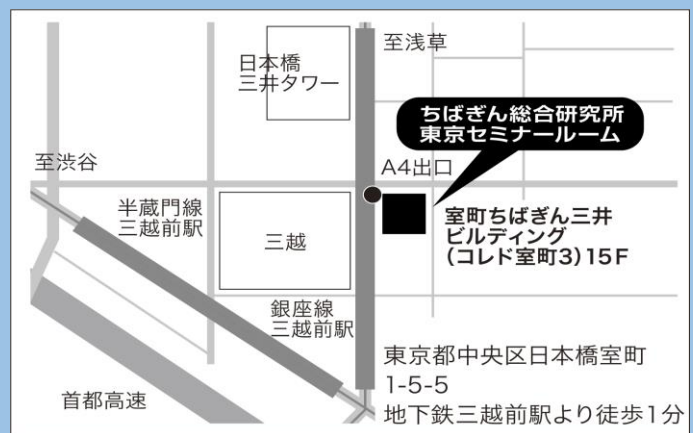 至浅草
日本橋
三井タワー
ちばぎん総合研究所
東京セミナールーム
至渋谷
A4出口
半蔵門線
三越前駅
三越
室町ちばぎん三井
ビルディング
(コレド室町3)15F
銀座線
三越前駅
東京都中央区日本橋室町
1-5-5
地下鉄三越前駅より徒歩1分
首都高速